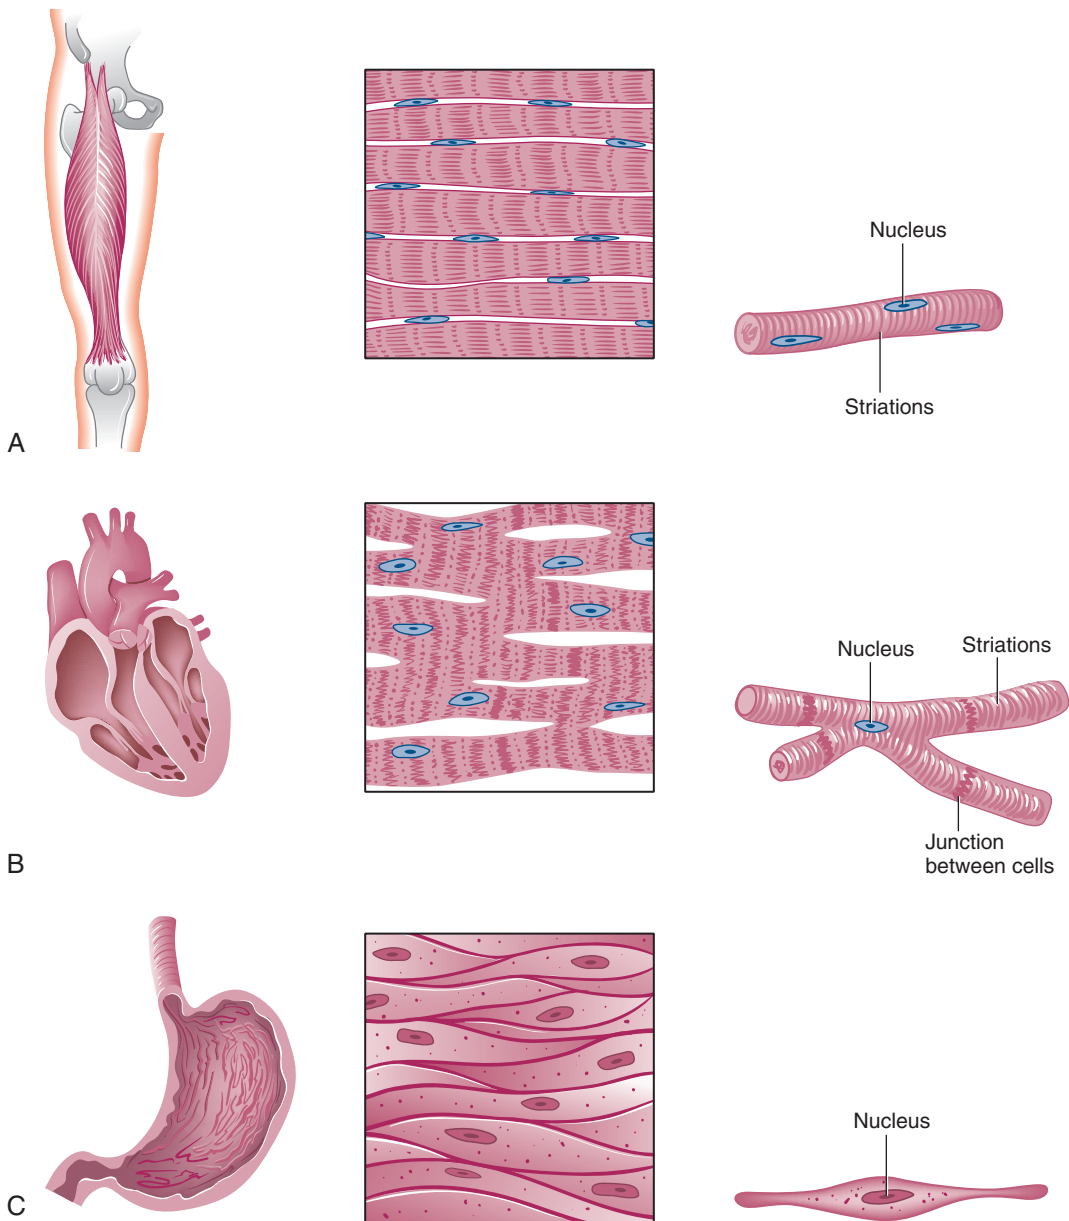 Nucleus
Striations
A
Nucleus
Striations
Junction
between cells
B
Nucleus
C